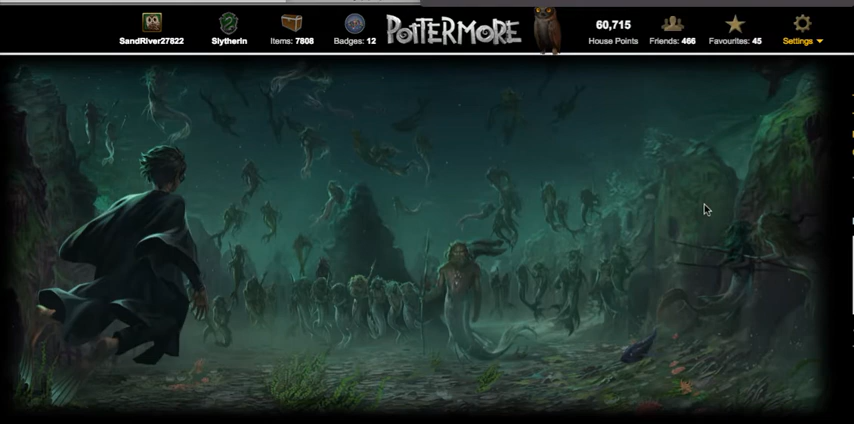 SandRiver27822
Slytherin
Items: 7808
Badges: 12
POTTERMORE
60,715
House Points
Friends: 466
Favourites: 45
Settings